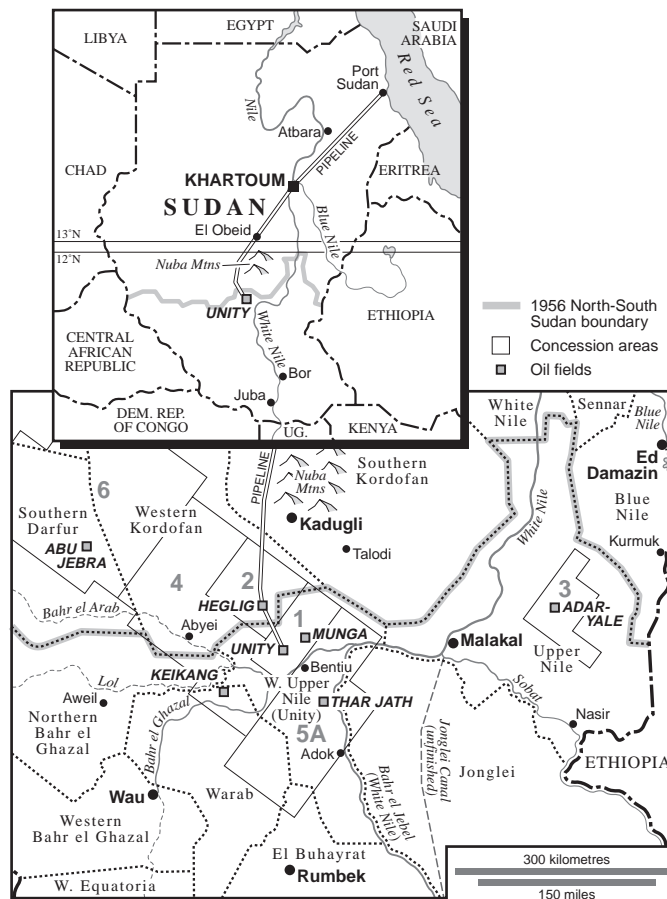 LIBYA
EGYPT
SAUDI
ARABIA
Red Sea
Port
Sudan
Nile
Atbara
PIPELINE
CHAD
KHARTOUM
ERITREA
SUDAN
El Obeid
Blue Nile
13°N
12°N
Nuba Mtns
UNITY
ETHIOPIA
White Nile
CENTRAL
AFRICAN
REPUBLIC
Bor
Juba
DEM. REP.
OF CONGO
UG.
KENYA
1956 North-South
Sudan boundary
Concession areas
Oil fields
White
Nile
Sennar
Blue
Nile
Ed
Damazin
Blue
Nile
Kurmuk
PIPELINE
Nuba
Mtns
Southern
Kordofan
White Nile
6
Southern
Darfur
Western
Kordofan
Kadugli
ABU
JEBRA
Talodi
4
2
HEGLIG
3
ADAR-
YALE
Bahr el Arab
Abyei
1
MUNGA
UNITY
Malakal
Upper
Nile
KEIKANG
Bentiu
Lol
W. Upper
Nile
(Unity)
THAR JATH
Sobat
Aweil
Nasir
Northern
Bahr el
Ghazal
Bahr el Ghazal
5A
Adok
Jonglei Canal
(unfinished)
Jonglei
ETHIOPIA
Bahr el Jebel
(White Nile)
Wau
Warab
Western
Bahr el Ghazal
El Buhayrat
Rumbek
W. Equatoria
300 kilometres
150 miles